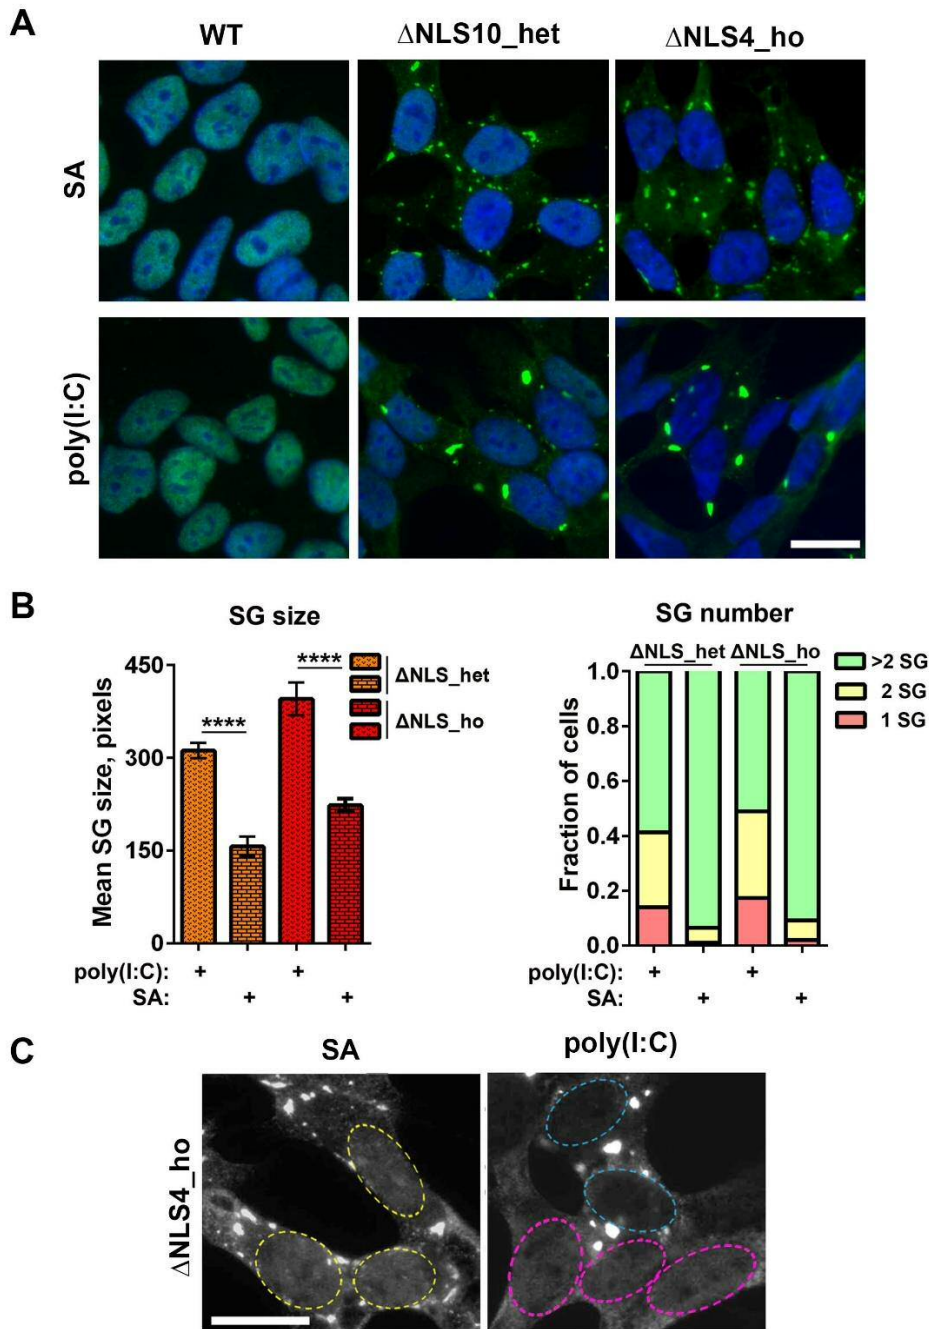 A
WT ΔNLS10_het ΔNLS4_ho
SA
poly(I:C)
B
SG size
450
300
150
0
Mean SG size, pixels
****
****
ΔNLS_het
ΔNLS_ho
poly(I:C): + +
SA: + +
SG number
ΔNLS_het ΔNLS_ho
1.0
0.8
0.6
0.4
0.2
0.0
Fraction of cells
>2 SG
2 SG
1 SG
poly(I:C): + +
SA: + +
C
SA poly(I:C)
ΔNLS4_ho